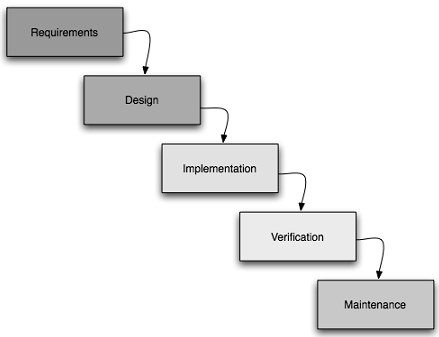 Requirements
Design
Implementation
Verification
Maintenance